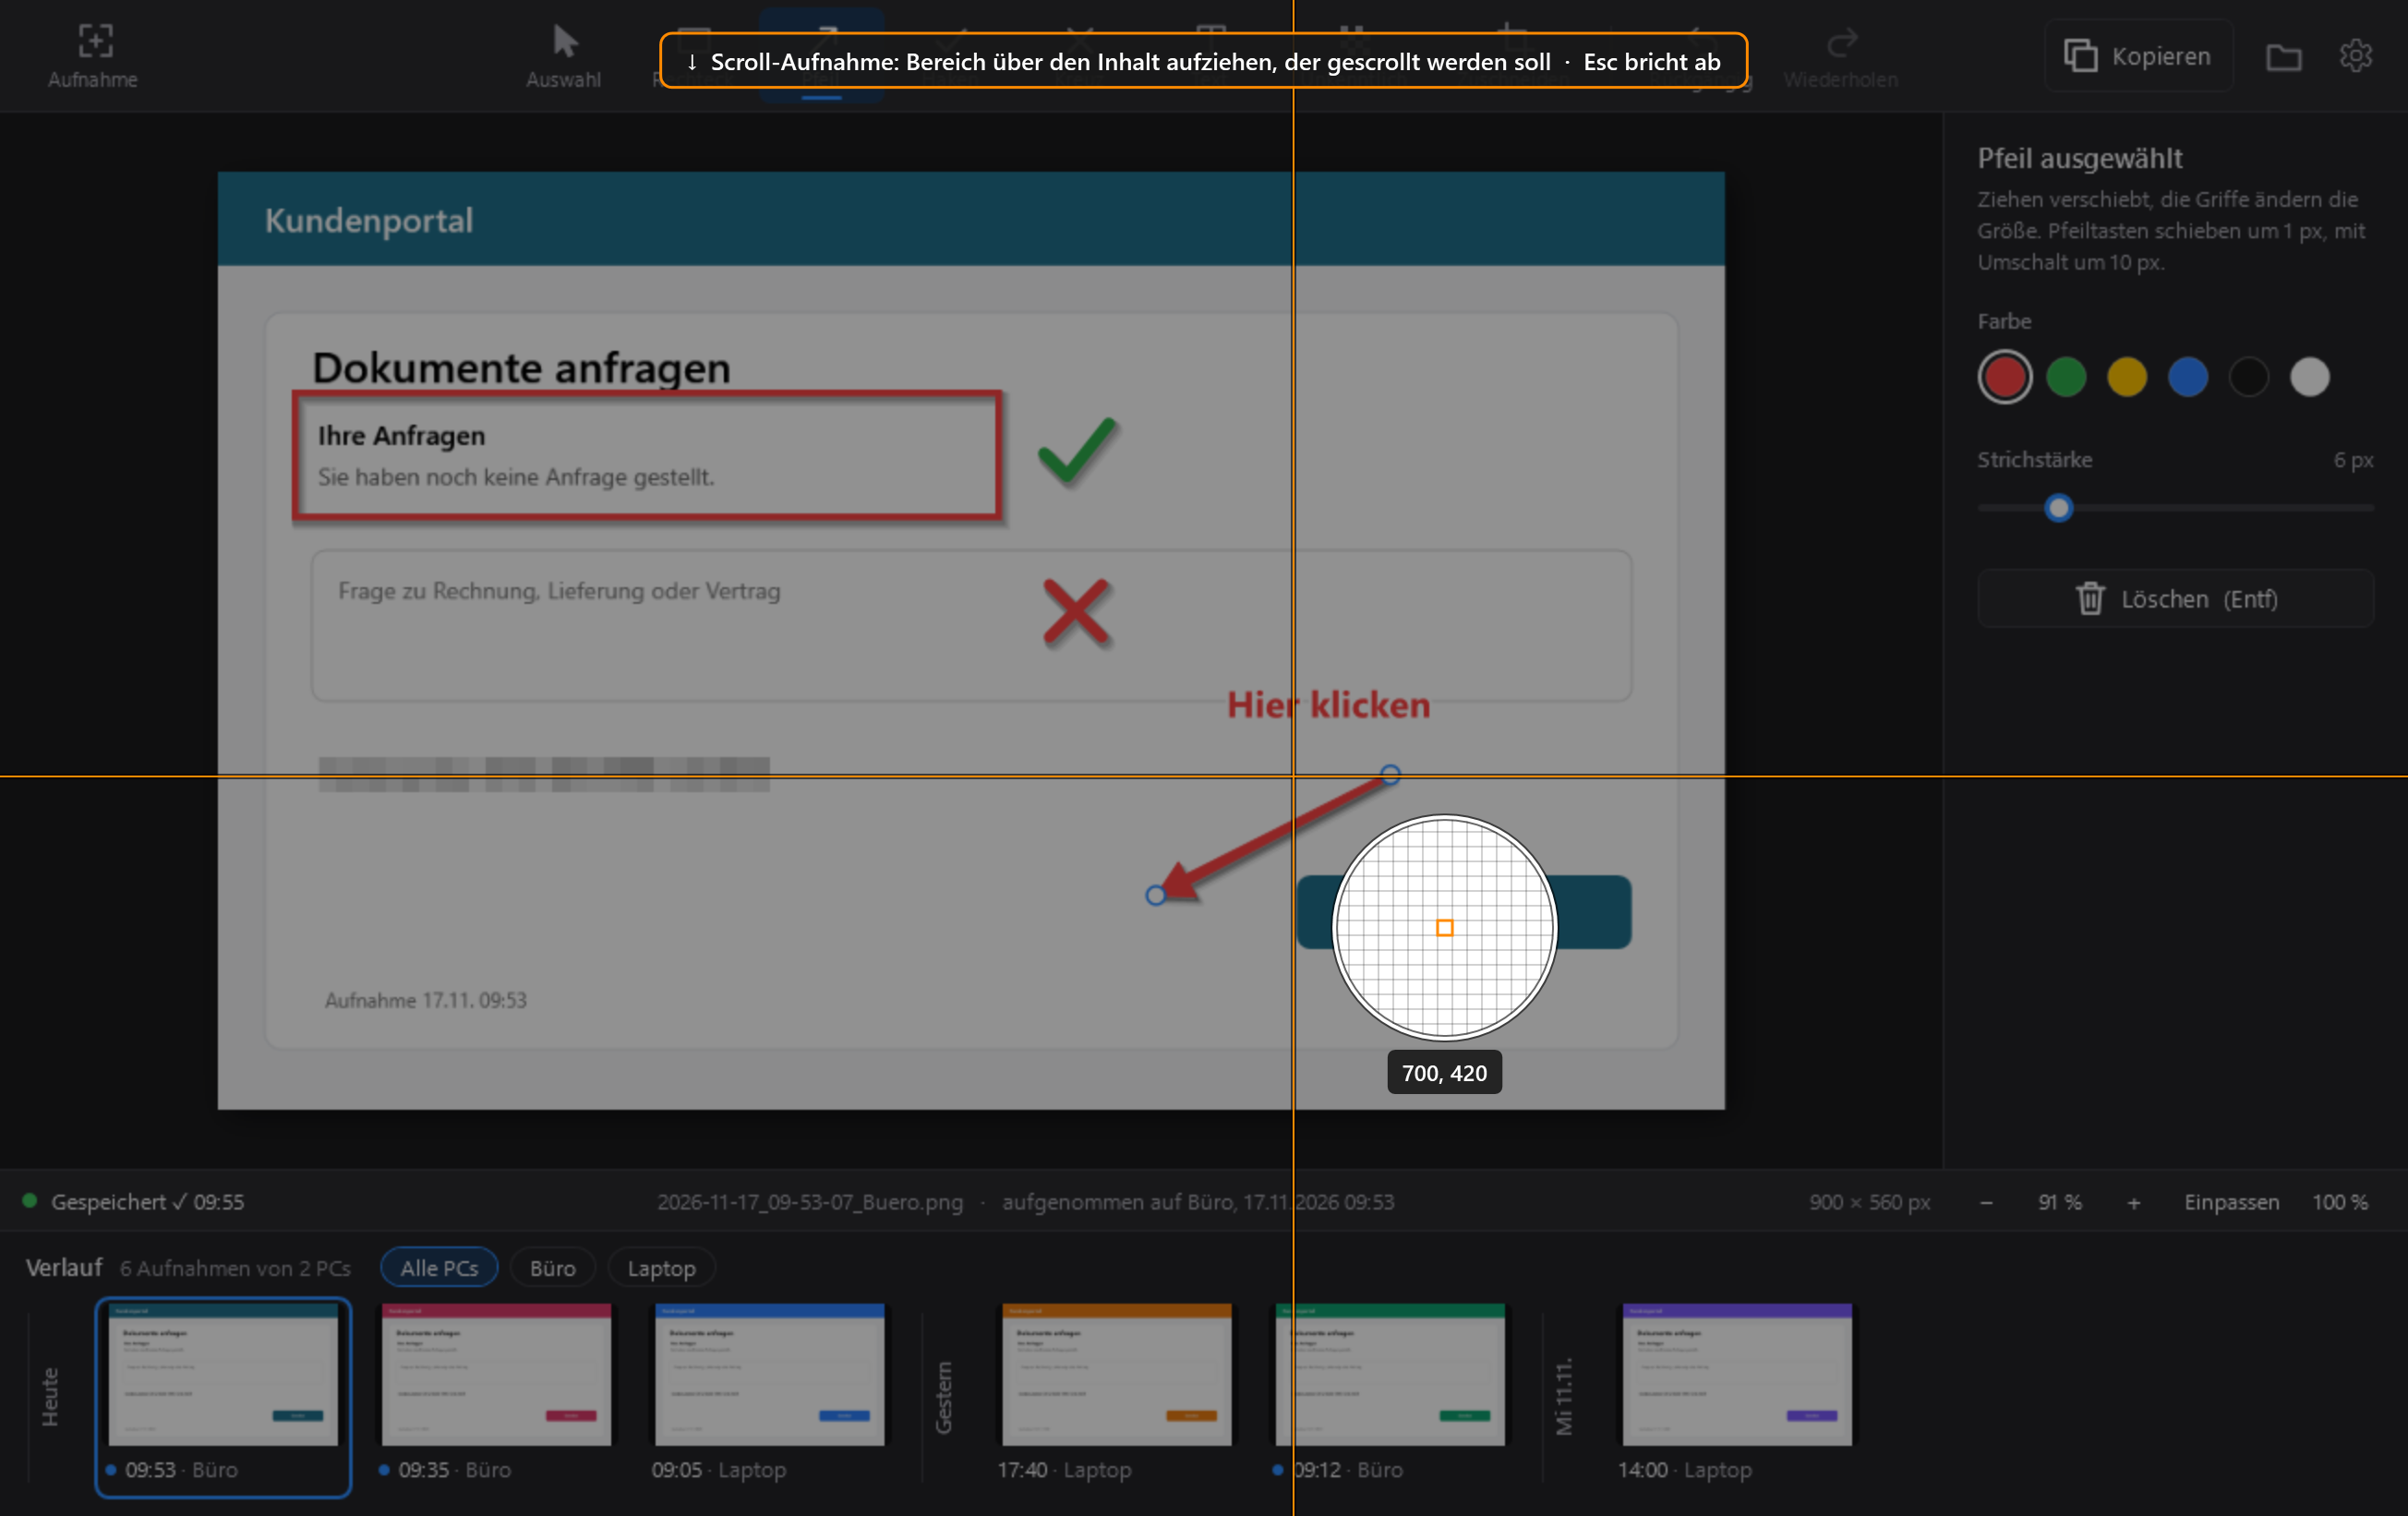 ↓ Scroll-Aufnahme: Bereich über den Inhalt aufziehen, der gescrollt werden soll · Esc bricht ab
Aufnahme
Auswahl
Wiederholen
Kopieren
Kundenportal
Dokumente anfragen
Ihre Anfragen
Sie haben noch keine Anfrage gestellt.
Frage zu Rechnung, Lieferung oder Vertrag
Hier klicken
Aufnahme 17.11. 09:53
700, 420
Pfeil ausgewählt
Ziehen verschiebt, die Griffe ändern die
Größe. Pfeiltasten schieben um 1 px, mit
Umschalt um 10 px.
Farbe
Strichstärke 6 px
Löschen (Entf)
Gespeichert ✓ 09:55
2026-11-17_09-53-07_Buero.png · aufgenommen auf Büro, 17.11.2026 09:53
900 × 560 px − 91 % + Einpassen 100 %
Verlauf 6 Aufnahmen von 2 PCs Alle PCs Büro Laptop
Heute
09:53 · Büro
09:35 · Büro
09:05 · Laptop
Gestern
17:40 · Laptop
09:12 · Büro
Mi 11.11.
14:00 · Laptop